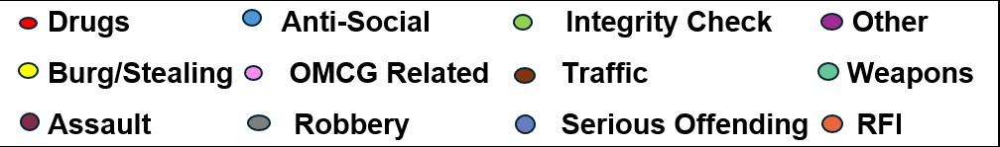 Drugs Anti-Social Integrity Check Other
Burg/Stealing OMCG Related Traffic Weapons
Assault Robbery Serious Offending RFI